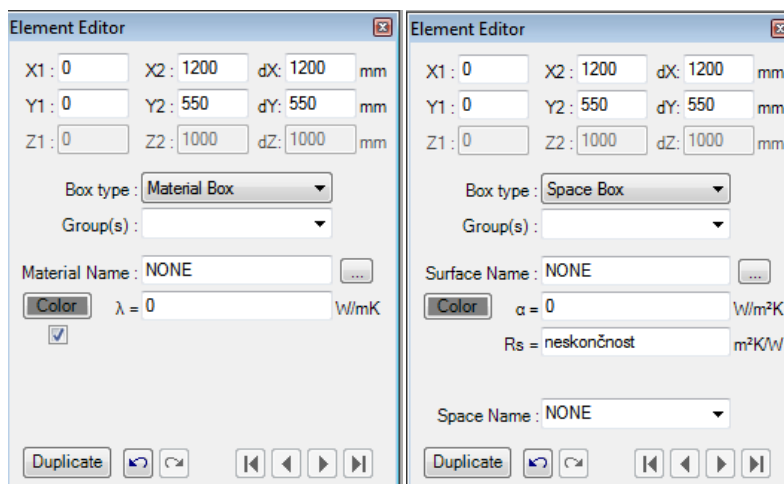 Element Editor
X1 : 0 X2 : 1200 dX: 1200 mm
Y1 : 0 Y2 : 550 dY: 550 mm
Z1 : 0 Z2 : 1000 dZ: 1000 mm
Box type : Material Box
Group(s) :
Material Name : NONE ...
Color λ = 0 W/mK
Duplicate
Element Editor
X1 : 0 X2 : 1200 dX: 1200 mm
Y1 : 0 Y2 : 550 dY: 550 mm
Z1 : 0 Z2 : 1000 dZ: 1000 mm
Box type : Space Box
Group(s) :
Surface Name : NONE ...
Color α = 0 W/m²K
Rs = neskončnost m²K/W
Space Name : NONE
Duplicate